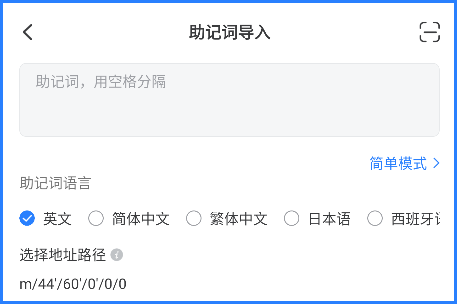 助记词导入
助记词，用空格分隔
简单模式
助记词语言
英文 简体中文 繁体中文 日本语 西班牙语
选择地址路径
m/44'/60'/0'/0/0